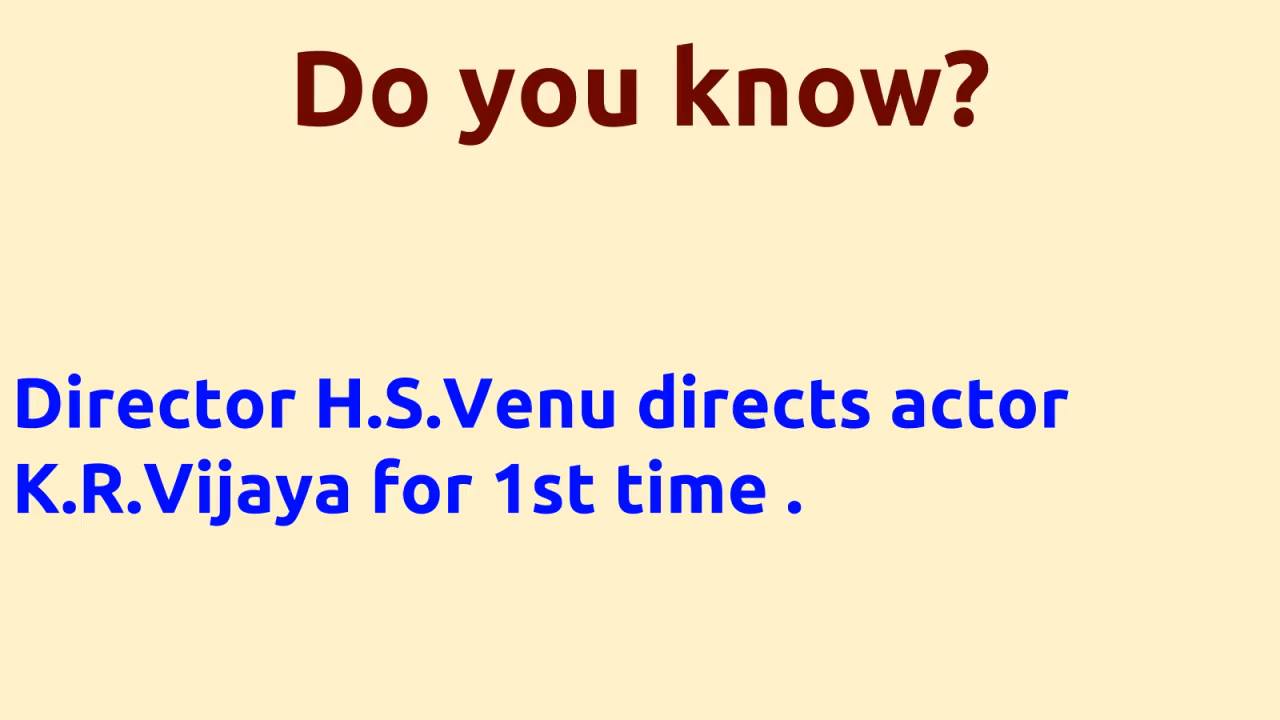 Do you know?
Director H.S.Venu directs actor
K.R.Vijaya for 1st time .